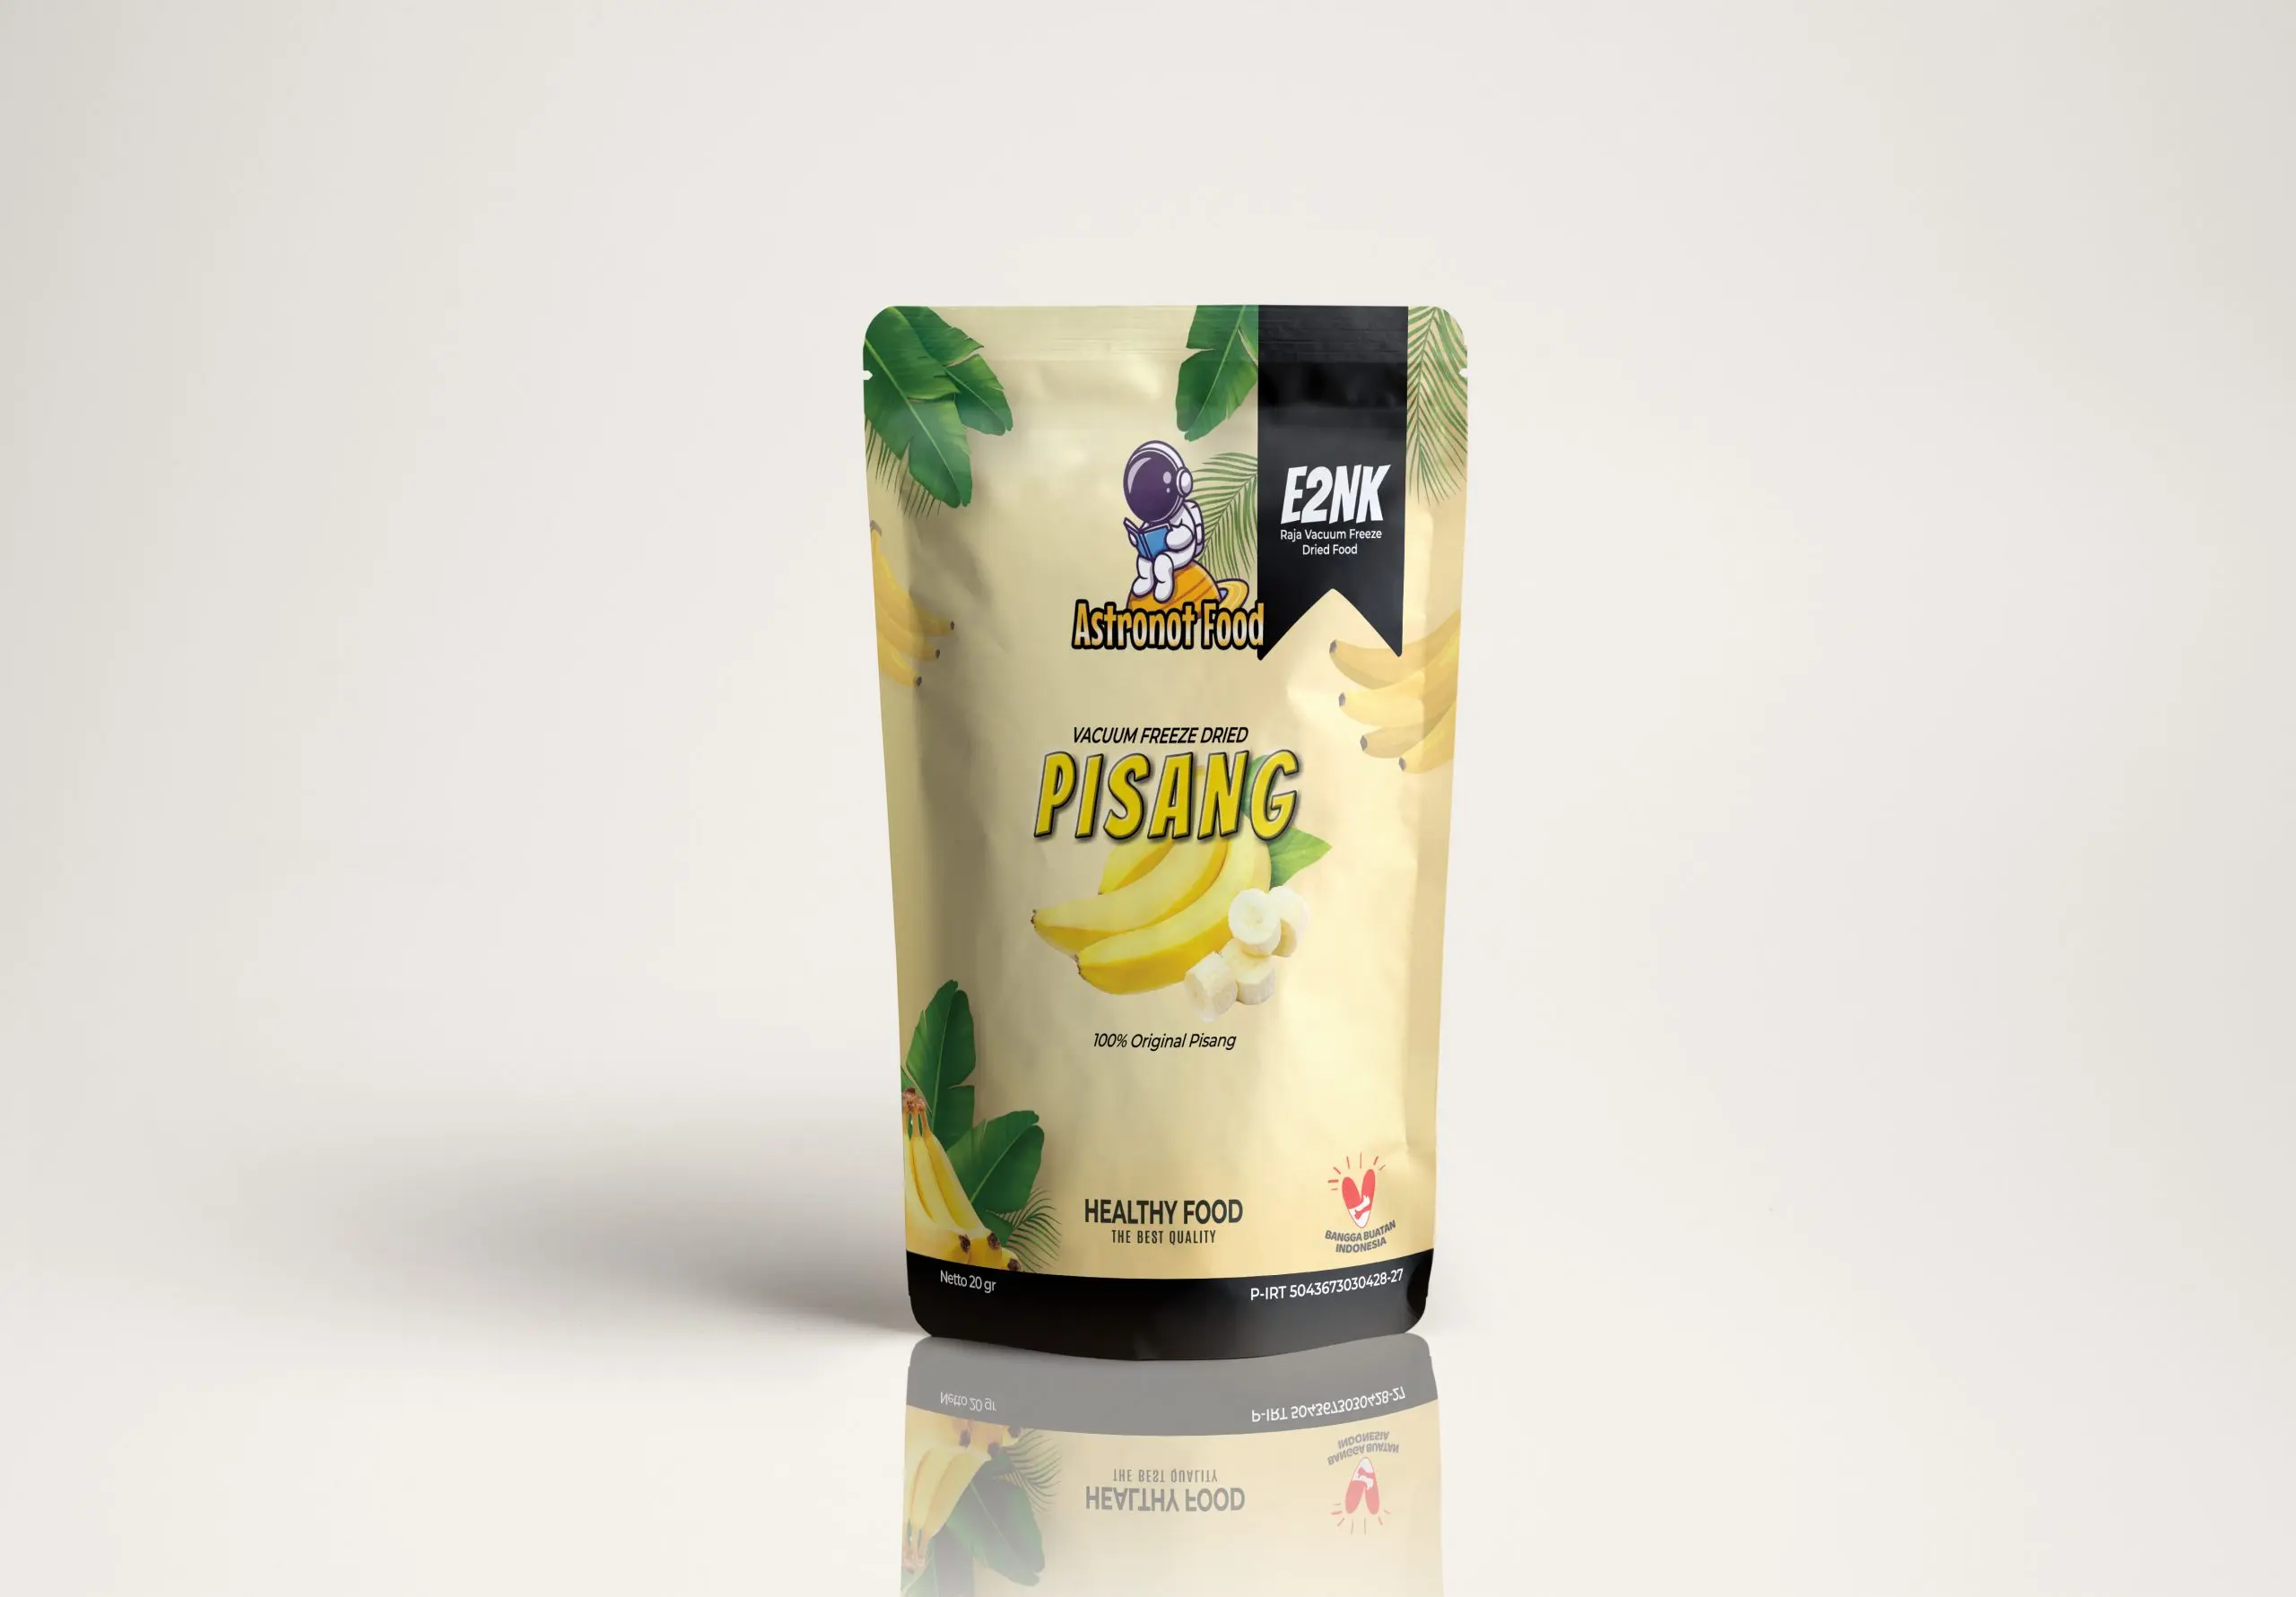 E2NK
Raja Vacuum Freeze
Dried Food
Astronot Food
VACUUM FREEZE DRIED
PISANG
100% Original Pisang
HEALTHY FOOD
THE BEST QUALITY
BANGGA BUATAN
INDONESIA
Netto 20 gr
P-IRT 5043673030428-27